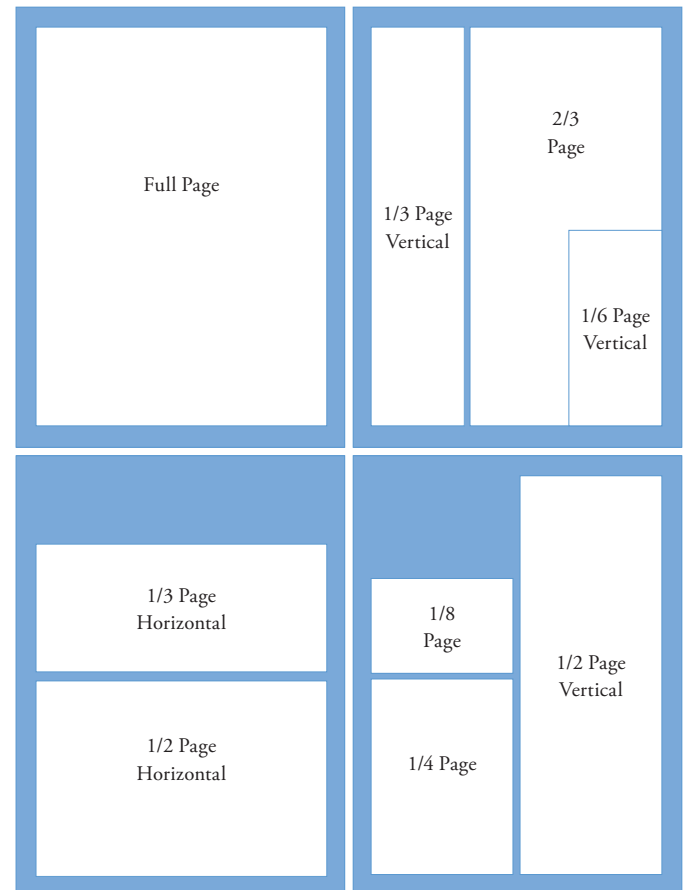 Full Page
2/3
Page
1/3 Page
Vertical
1/6 Page
Vertical
1/3 Page
Horizontal
1/2 Page
Horizontal
1/8
Page
1/4 Page
1/2 Page
Vertical